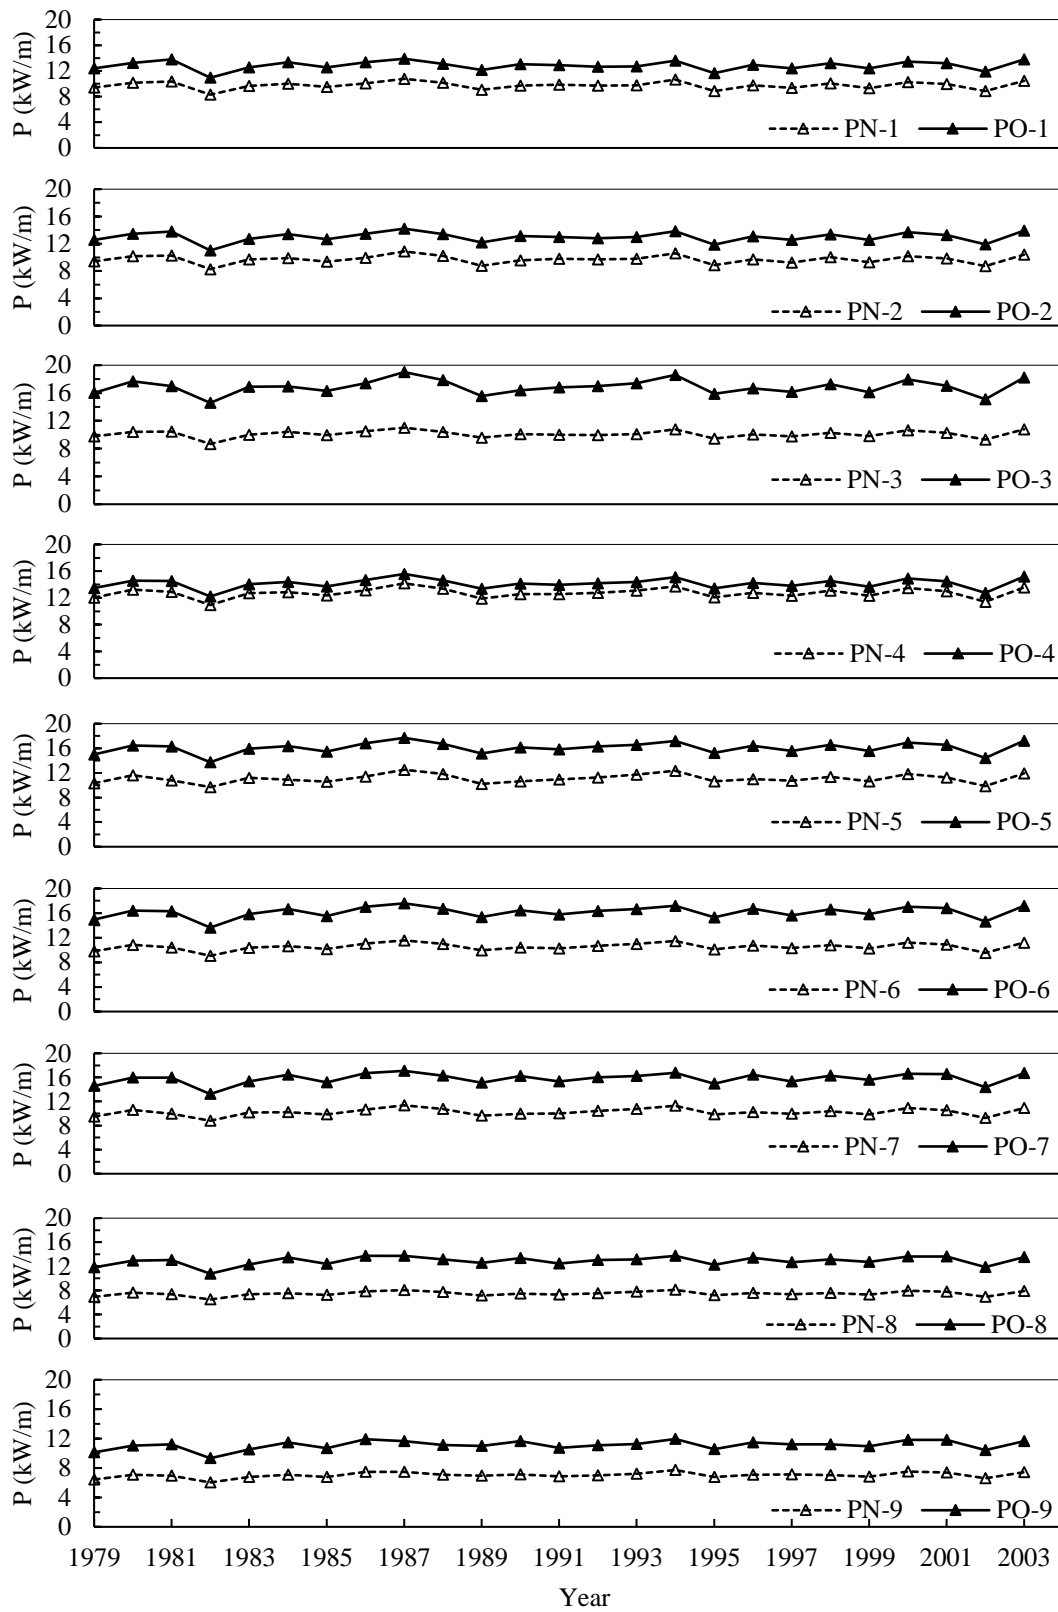 P (kW/m)
20
16
12
8
4
0
PN-1 PO-1
P (kW/m)
20
16
12
8
4
0
PN-2 PO-2
P (kW/m)
20
16
12
8
4
0
PN-3 PO-3
P (kW/m)
20
16
12
8
4
0
PN-4 PO-4
P (kW/m)
20
16
12
8
4
0
PN-5 PO-5
P (kW/m)
20
16
12
8
4
0
PN-6 PO-6
P (kW/m)
20
16
12
8
4
0
PN-7 PO-7
P (kW/m)
20
16
12
8
4
0
PN-8 PO-8
P (kW/m)
20
16
12
8
4
0
PN-9 PO-9
1979 1981 1983 1985 1987 1989 1991 1993 1995 1997 1999 2001 2003
Year